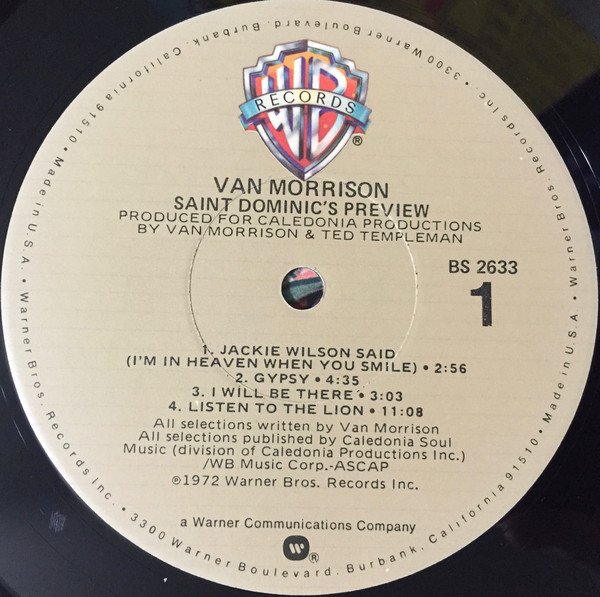 WB
RECORDS
®
VAN MORRISON
SAINT DOMINIC'S PREVIEW
PRODUCED FOR CALEDONIA PRODUCTIONS
BY VAN MORRISON & TED TEMPLEMAN
BS 2633
1
1. JACKIE WILSON SAID
(I'M IN HEAVEN WHEN YOU SMILE) • 2:56
2. GYPSY • 4:35
3. I WILL BE THERE • 3:03
4. LISTEN TO THE LION • 11:08
All selections written by Van Morrison
All selections published by Caledonia Soul
Music (division of Caledonia Productions Inc.)
/WB Music Corp.-ASCAP
℗1972 Warner Bros. Records Inc.
a Warner Communications Company
®
Warner Bros. Records Inc. • 3300 Warner Boulevard, Burbank, California 91510 • Made in U.S.A. • Warner Bros. Records Inc. • 3300 Warner Boulevard, Burbank, California 91510 • Made in U.S.A. •